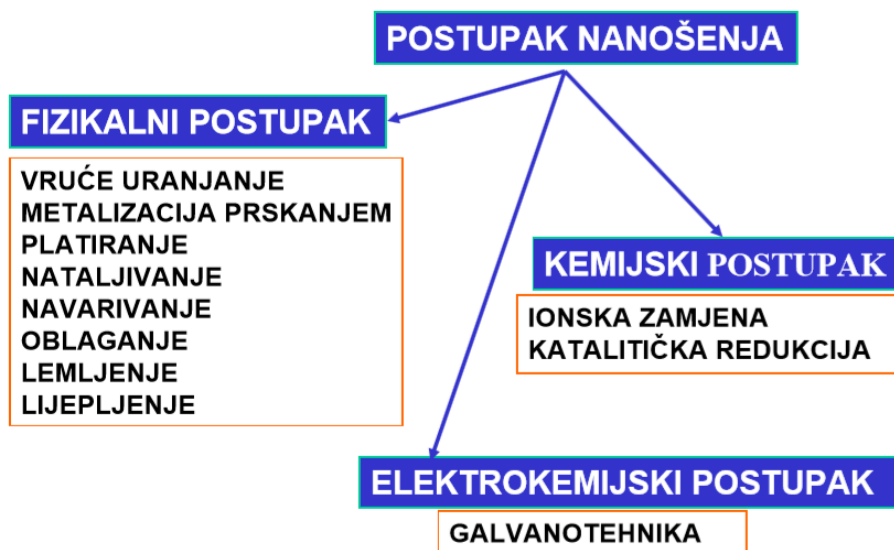 POSTUPAK NANOŠENJA
FIZIKALNI POSTUPAK
VRUĆE URANJANJE
METALIZACIJA PRSKANJEM
PLATIRANJE
NATALJIVANJE
NAVARIVANJE
OBLAGANJE
LEMLJENJE
LIJEPLJENJE
KEMIJSKI POSTUPAK
IONSKA ZAMJENA
KATALITIČKA REDUKCIJA
ELEKTROKEMIJSKI POSTUPAK
GALVANOTEHNIKA